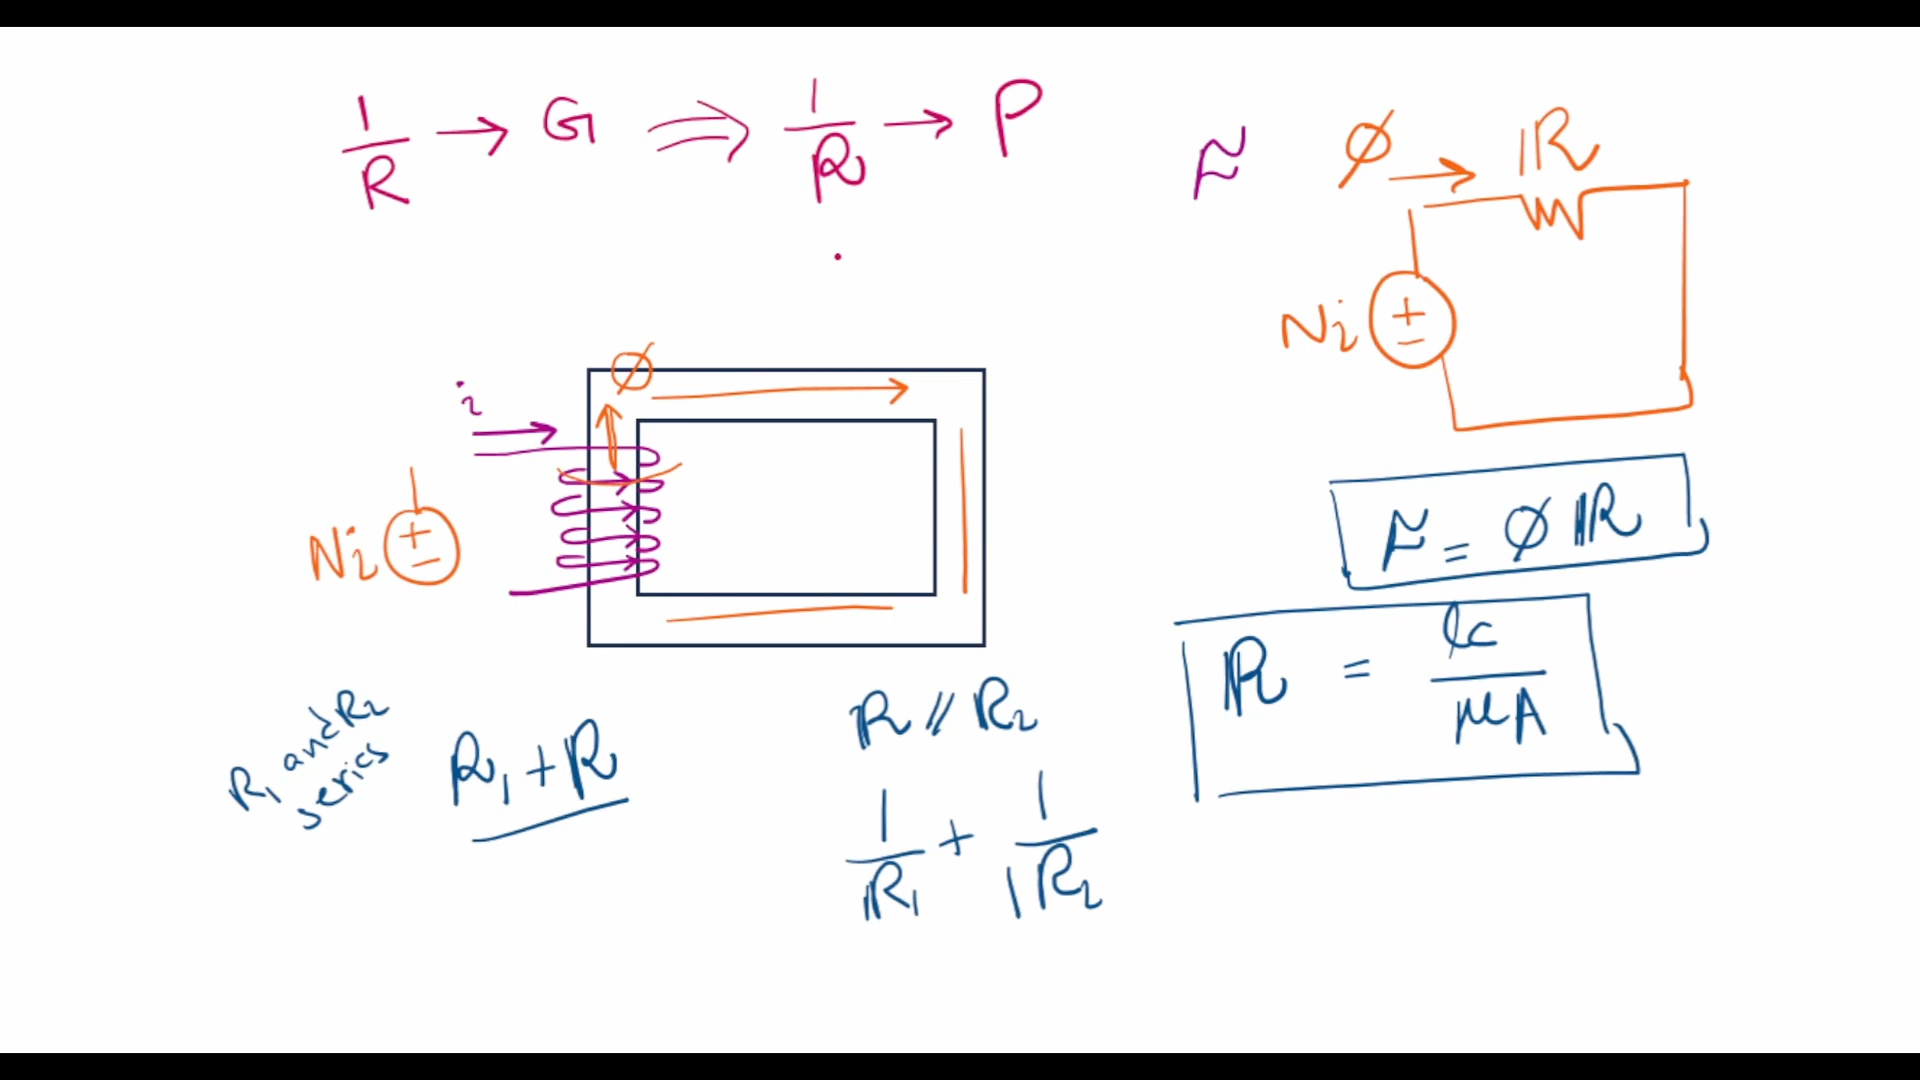 1/R → G ⇒ 1/ℝ → P
ℱ
ϕ → ℝ
Ni + −
ϕ
i
Ni + −
ℱ = ϕ ℝ
ℝ = lc/μA
R1 and R2
series
ℝ1 + ℝ
ℝ // ℝ2
1/ℝ1 + 1/ℝ2